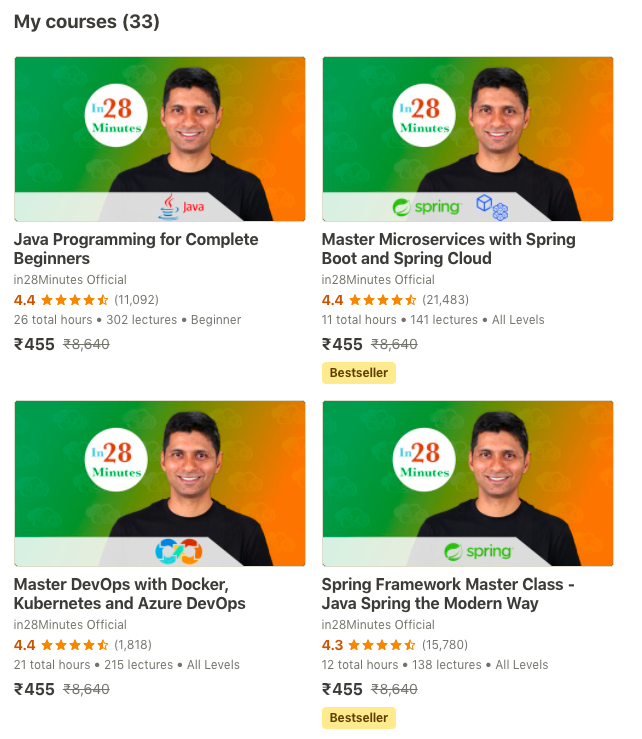 My courses (33)
In28
Minutes
Java
In28
Minutes
spring
Java Programming for Complete
Beginners
in28Minutes Official
4.4 (11,092)
26 total hours • 302 lectures • Beginner
₹455 ₹8,640
Master Microservices with Spring
Boot and Spring Cloud
in28Minutes Official
4.4 (21,483)
11 total hours • 141 lectures • All Levels
₹455 ₹8,640
Bestseller
In28
Minutes
In28
Minutes
spring
Master DevOps with Docker,
Kubernetes and Azure DevOps
in28Minutes Official
4.4 (1,818)
21 total hours • 215 lectures • All Levels
₹455 ₹8,640
Spring Framework Master Class -
Java Spring the Modern Way
in28Minutes Official
4.3 (15,780)
12 total hours • 138 lectures • All Levels
₹455 ₹8,640
Bestseller